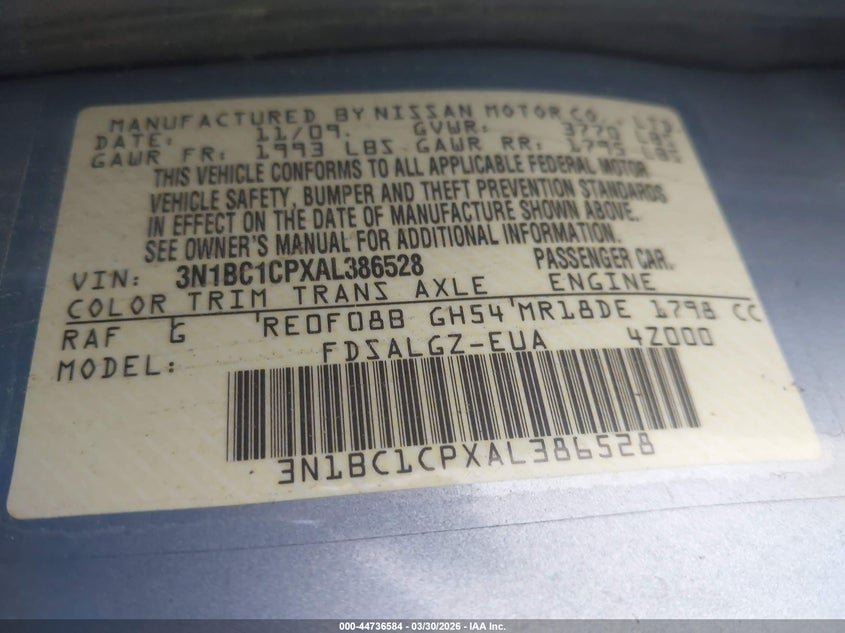 MANUFACTURED BY NISSAN MOTOR CO., LTD.
DATE: 11/09. GVWR: 3770 LBS
GAWR FR: 1993 LBS GAWR RR: 1795 LBS
THIS VEHICLE CONFORMS TO ALL APPLICABLE FEDERAL MOTOR
VEHICLE SAFETY, BUMPER AND THEFT PREVENTION STANDARDS
IN EFFECT ON THE DATE OF MANUFACTURE SHOWN ABOVE.
SEE OWNER'S MANUAL FOR ADDITIONAL INFORMATION.
VIN: 3N1BC1CPXAL386528 PASSENGER CAR.
COLOR TRIM TRANS AXLE ENGINE
RAF G RE0F08B GH54 MR18DE 1798 CC
MODEL: FDSALGZ-EUA 4Z000
3N1BC1CPXAL386528
000-44736584 - 03/30/2026 - IAA Inc.